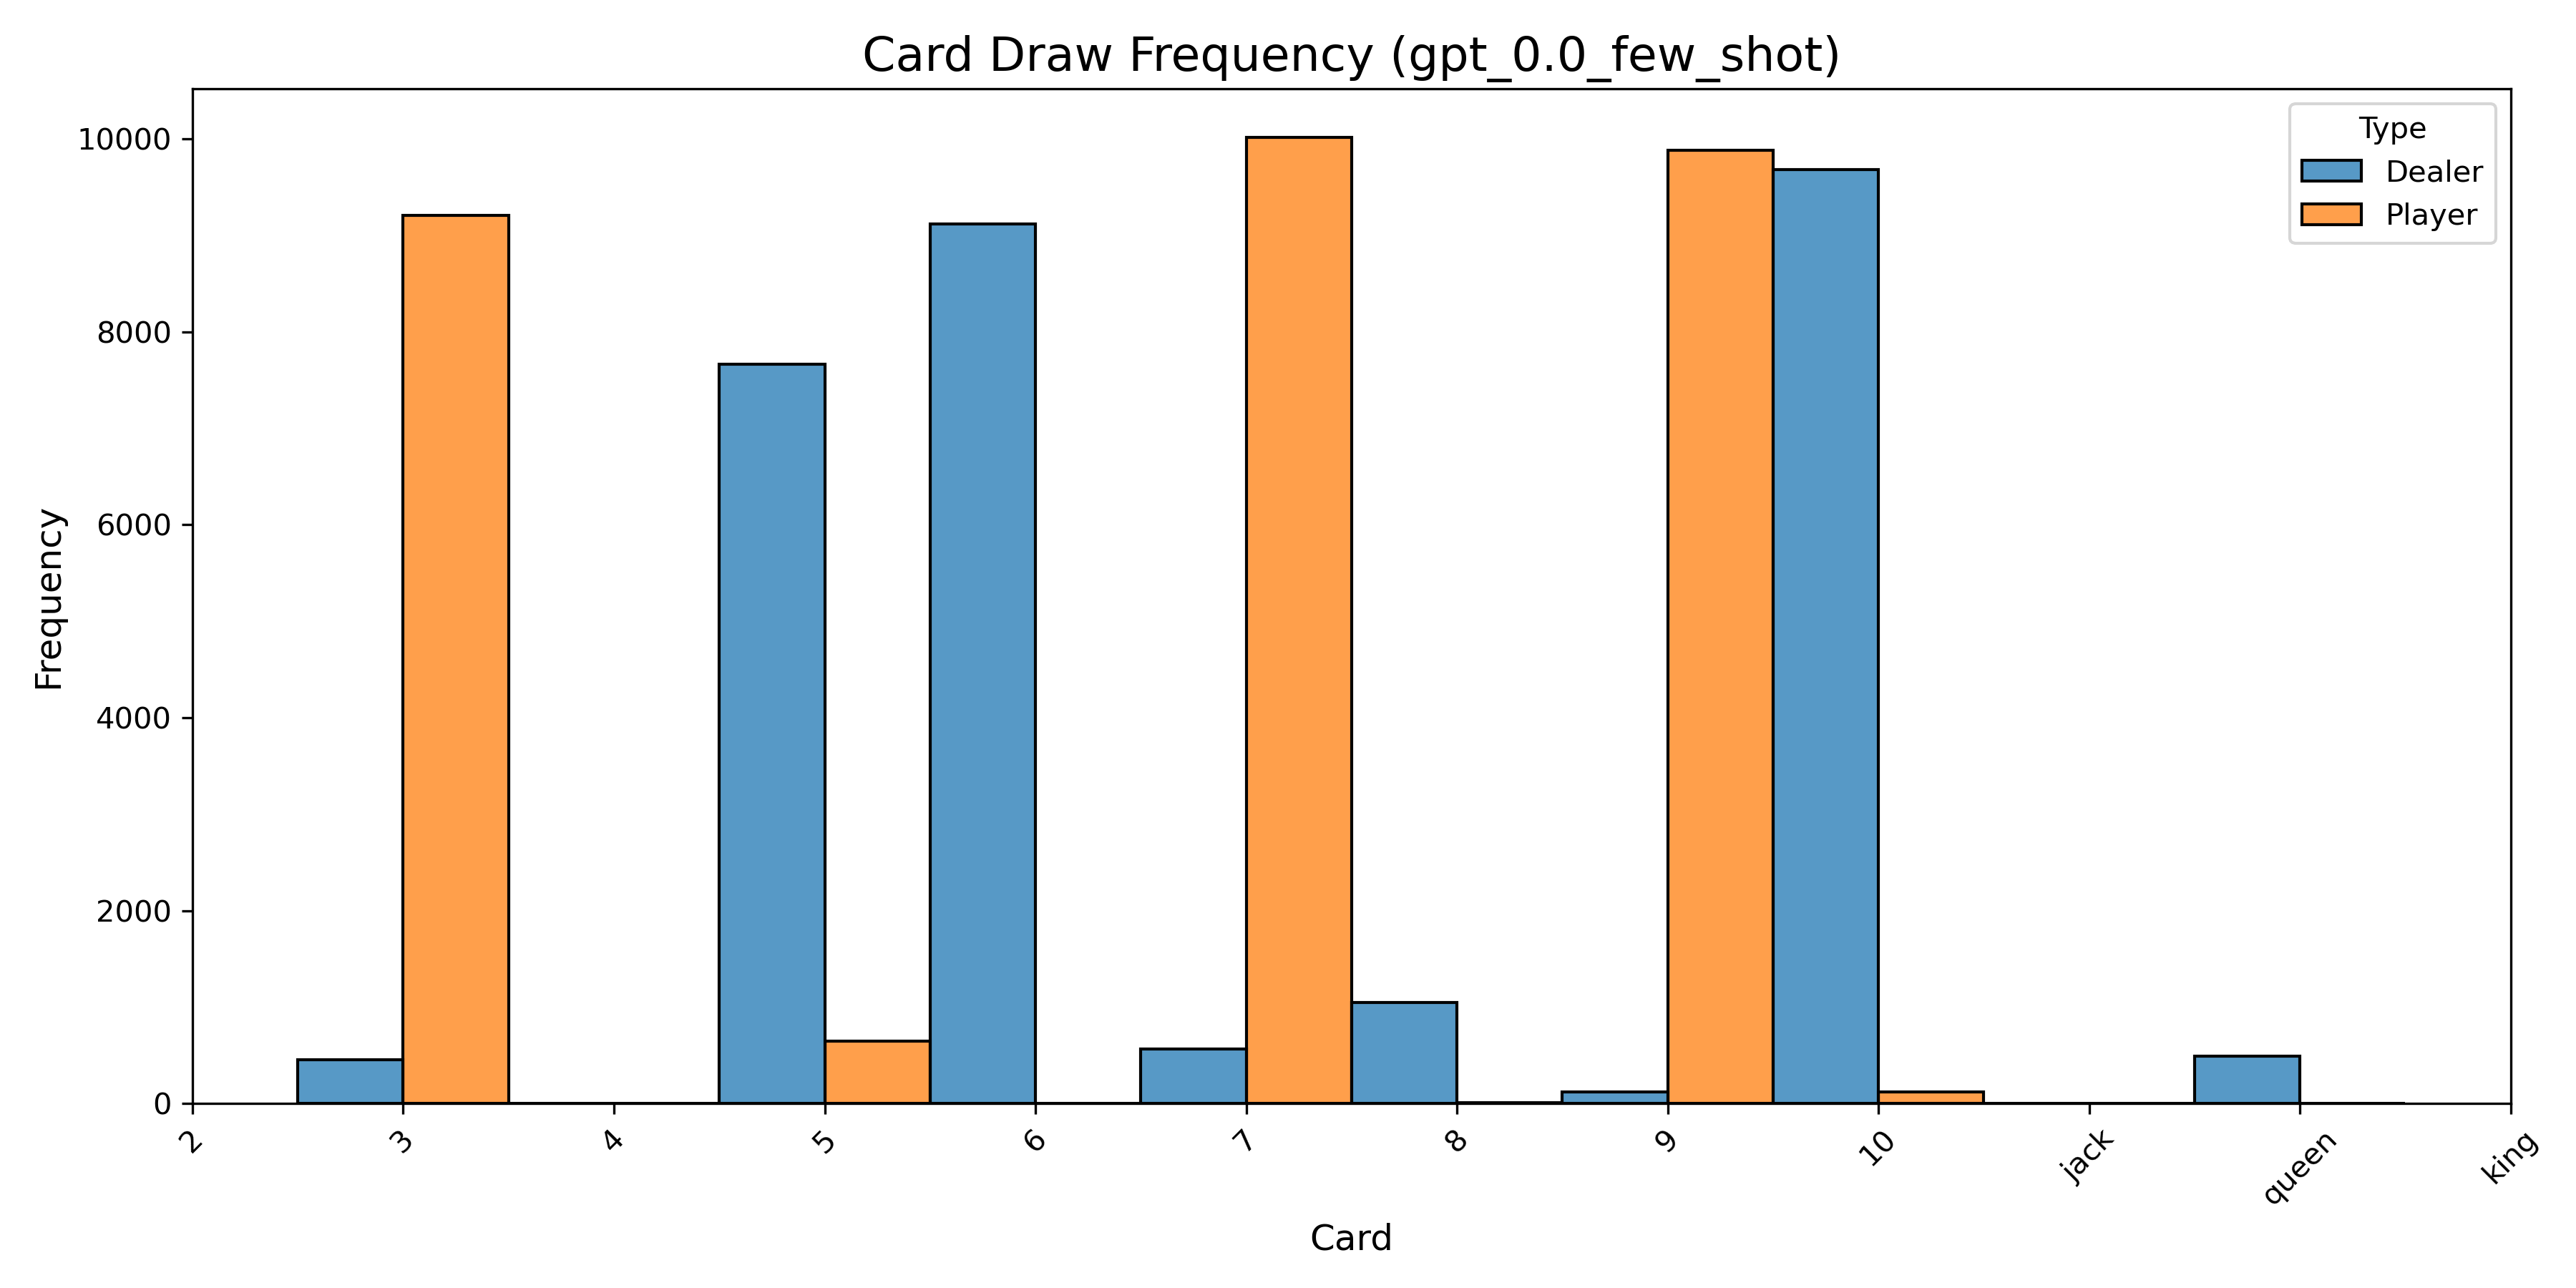 Card Draw Frequency (gpt_0.0_few_shot)
Type
Dealer
Player
Frequency
10000
8000
6000
4000
2000
0
2
3
4
5
6
7
8
9
10
jack
queen
king
Card